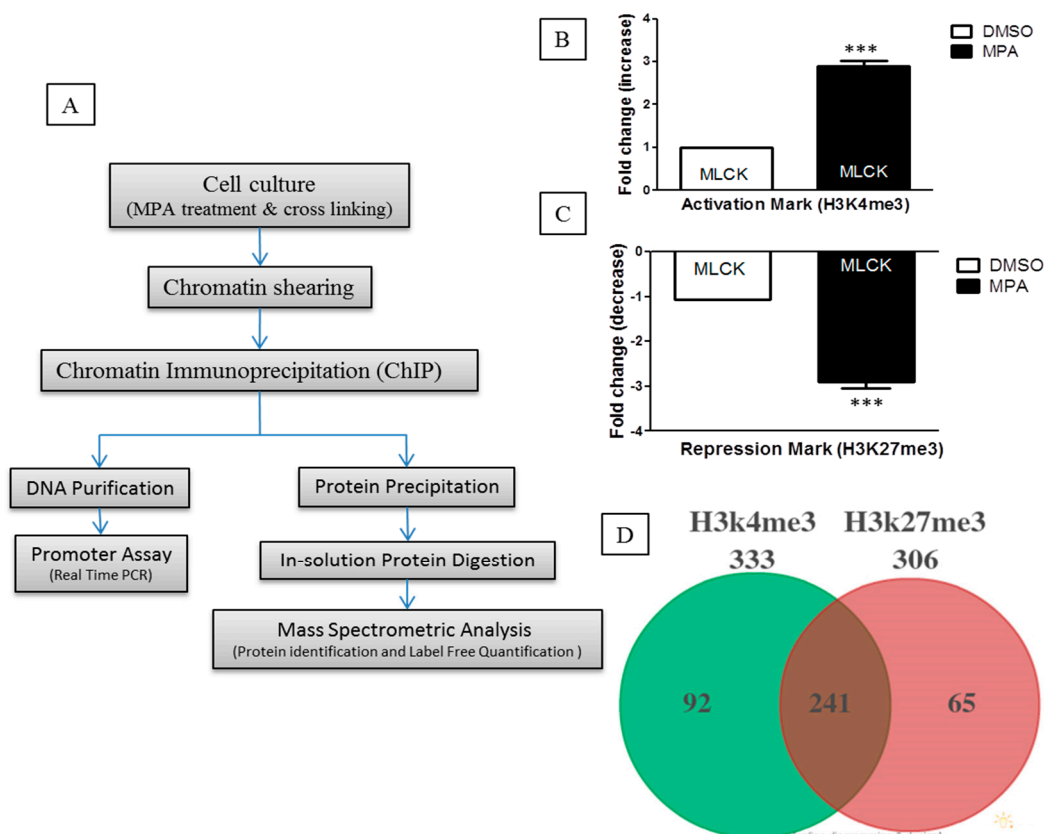 A
Cell culture
(MPA treatment & cross linking)
Chromatin shearing
Chromatin Immunoprecipitation (ChIP)
DNA Purification
Protein Precipitation
Promoter Assay
(Real Time PCR)
In-solution Protein Digestion
Mass Spectrometric Analysis
(Protein identification and Label Free Quantification )
B
Fold change (increase)
4
3
2
1
0
***
MLCK
MLCK
DMSO
MPA
Activation Mark (H3K4me3)
C
Fold change (decrease)
0
-1
-2
-3
-4
MLCK
MLCK
***
DMSO
MPA
Repression Mark (H3K27me3)
D
H3k4me3
333
H3k27me3
306
92
241
65